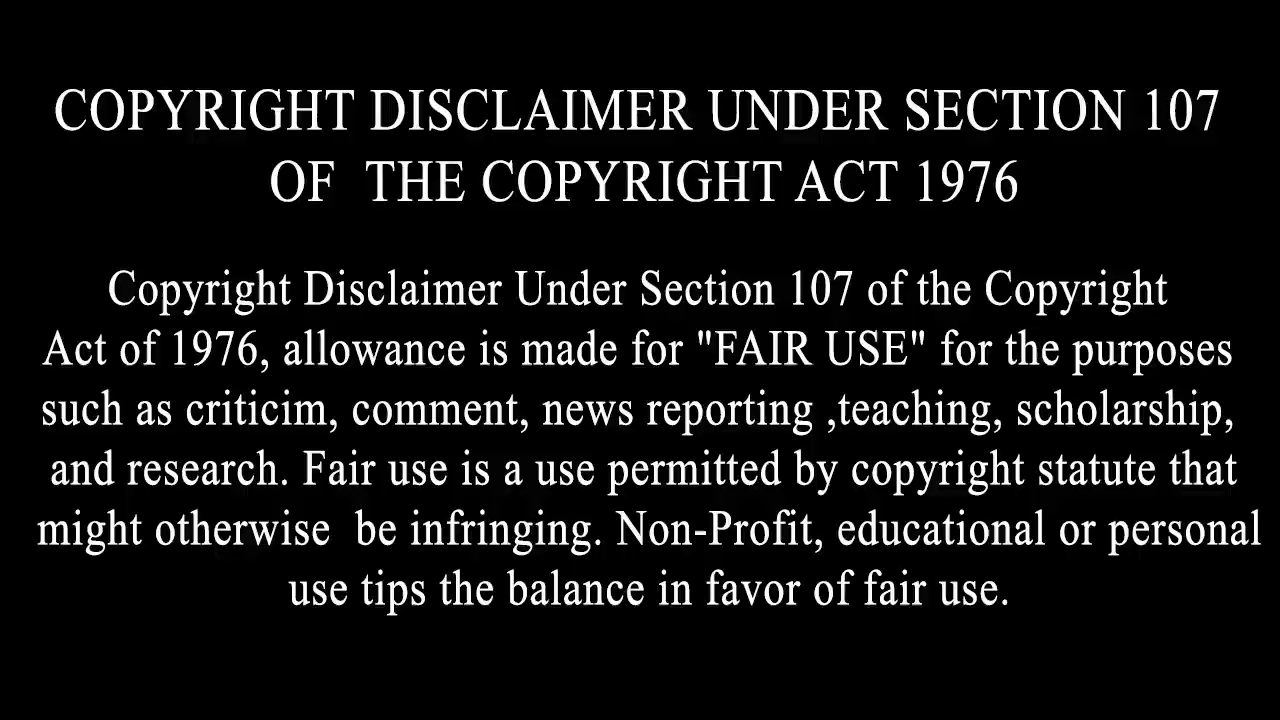 COPYRIGHT DISCLAIMER UNDER SECTION 107
OF THE COPYRIGHT ACT 1976
Copyright Disclaimer Under Section 107 of the Copyright
Act of 1976, allowance is made for "FAIR USE" for the purposes
such as criticim, comment, news reporting ,teaching, scholarship,
and research. Fair use is a use permitted by copyright statute that
might otherwise  be infringing. Non-Profit, educational or personal
use tips the balance in favor of fair use.